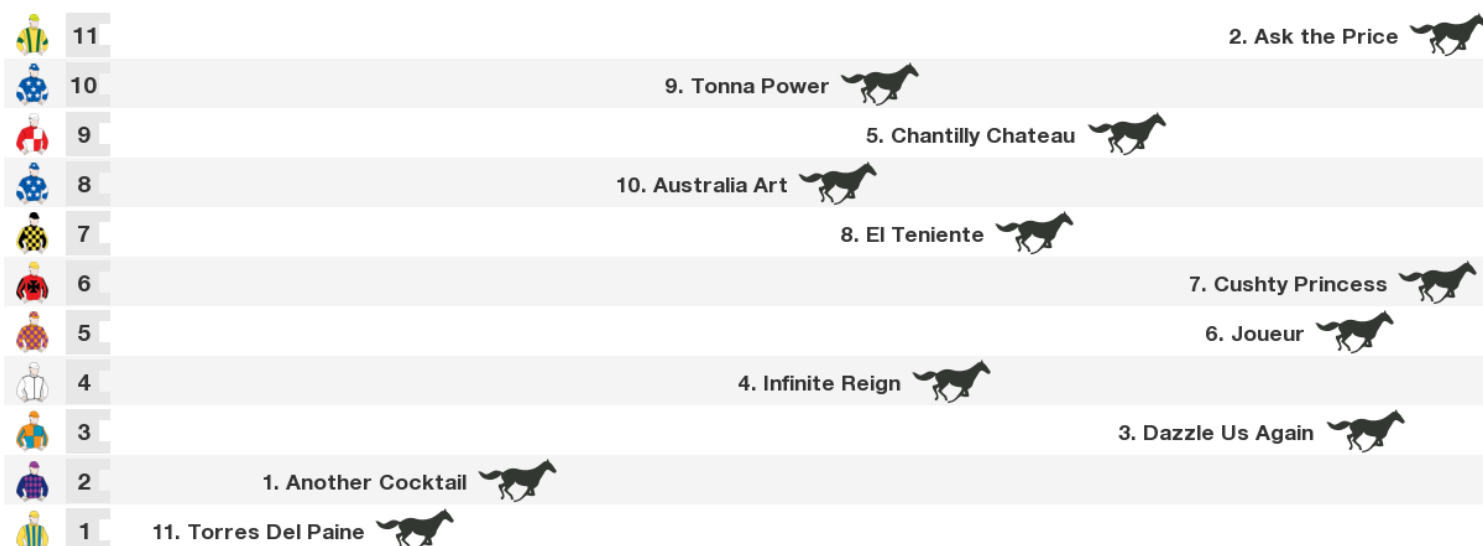 11 2. Ask the Price
10 9. Tonna Power
9 5. Chantilly Chateau
8 10. Australia Art
7 8. El Teniente
6 7. Cushty Princess
5 6. Joueur
4 4. Infinite Reign
3 3. Dazzle Us Again
2 1. Another Cocktail
1 11. Torres Del Paine